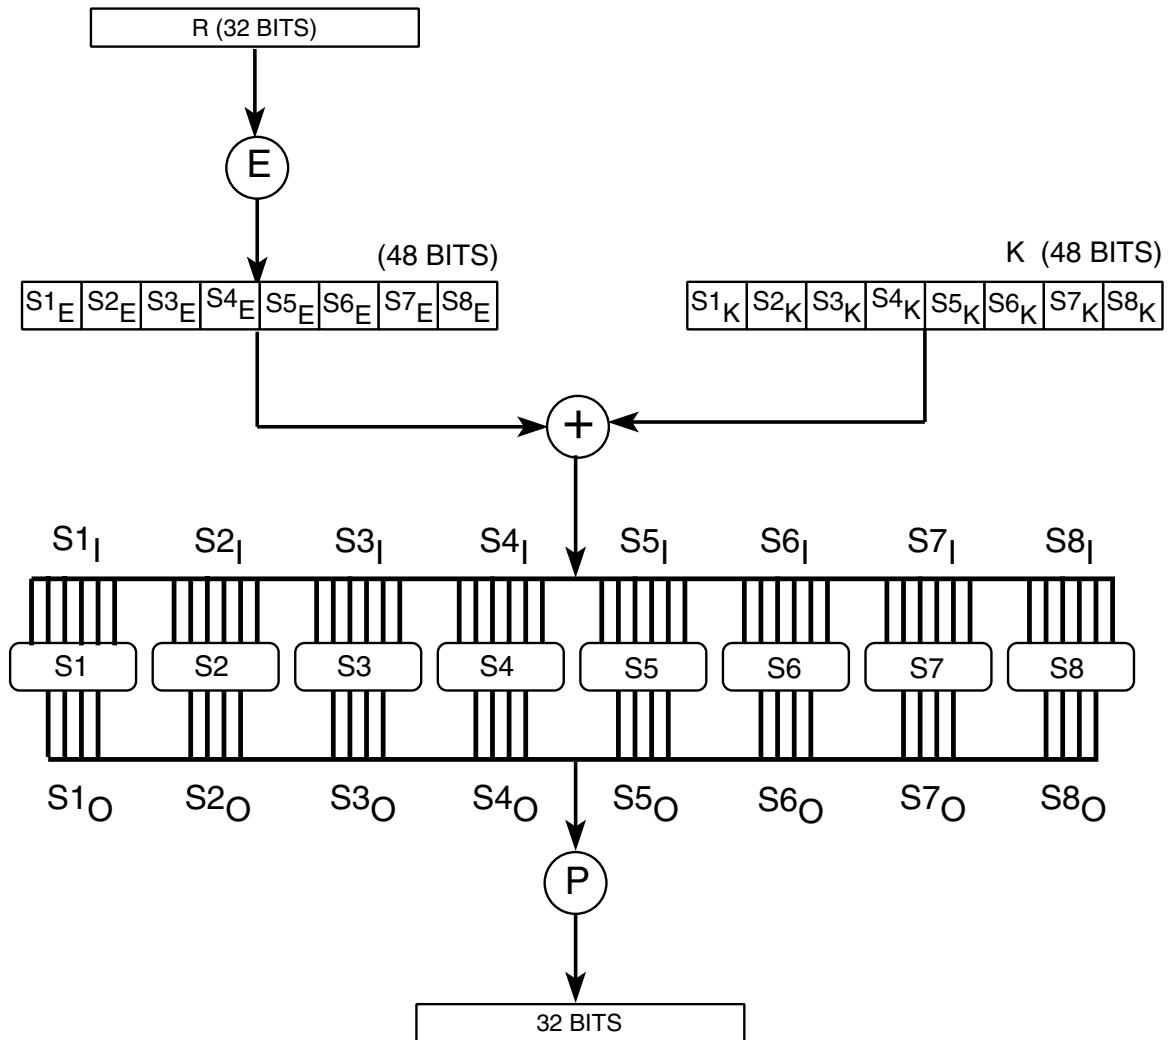 R (32 BITS)
E
(48 BITS)
K (48 BITS)
S1E S2E S3E S4E S5E S6E S7E S8E
S1K S2K S3K S4K S5K S6K S7K S8K
+
S1I S2I S3I S4I S5I S6I S7I S8I
S1 S2 S3 S4 S5 S6 S7 S8
S1O S2O S3O S4O S5O S6O S7O S8O
P
32 BITS